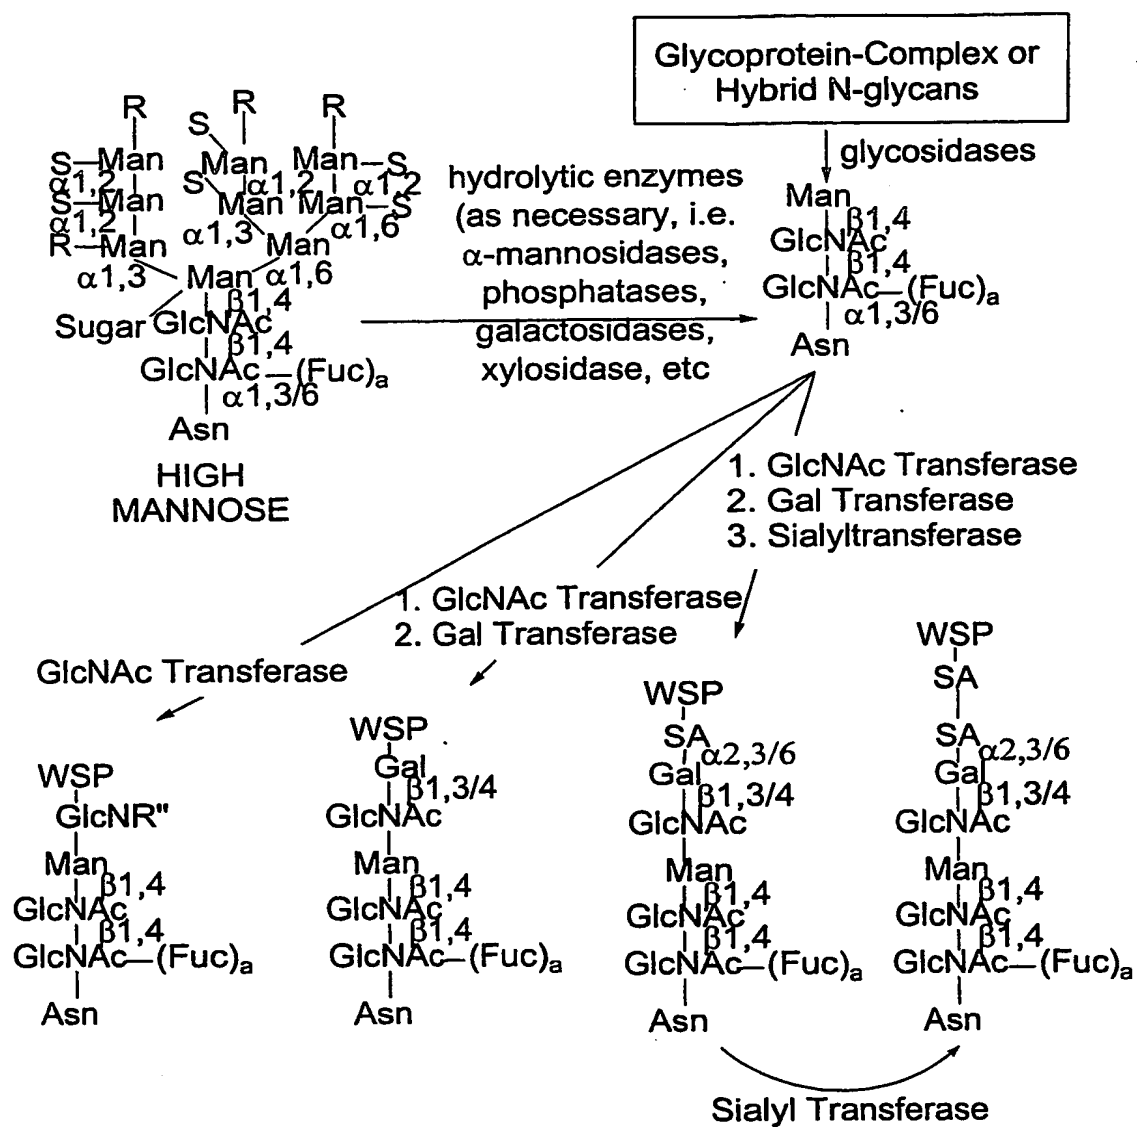 Glycoprotein-Complex or
Hybrid N-glycans
glycosidases
R
S R R
S–Man Man Man–S
α1,2 S α1,2 α1,2
S–Man Man Man–S
α1,2 α1,3 α1,6
R–Man Man
α1,3 Man α1,6
β1,4
Sugar GlcNAc
β1,4
GlcNAc–(Fuc)a
α1,3/6
Asn
HIGH
MANNOSE
hydrolytic enzymes
(as necessary, i.e.
α-mannosidases,
phosphatases,
galactosidases,
xylosidase, etc
Man
β1,4
GlcNAc
β1,4
GlcNAc–(Fuc)a
α1,3/6
Asn
1. GlcNAc Transferase
2. Gal Transferase
3. Sialyltransferase
1. GlcNAc Transferase
2. Gal Transferase
GlcNAc Transferase
WSP
GlcNR"
Man
β1,4
GlcNAc
β1,4
GlcNAc–(Fuc)a
Asn
WSP
Gal
β1,3/4
GlcNAc
Man
β1,4
GlcNAc
β1,4
GlcNAc–(Fuc)a
Asn
WSP
SA
α2,3/6
Gal
β1,3/4
GlcNAc
Man
β1,4
GlcNAc
β1,4
GlcNAc–(Fuc)a
Asn
WSP
SA
SA
α2,3/6
Gal
β1,3/4
GlcNAc
Man
β1,4
GlcNAc
β1,4
GlcNAc–(Fuc)a
Asn
Sialyl Transferase